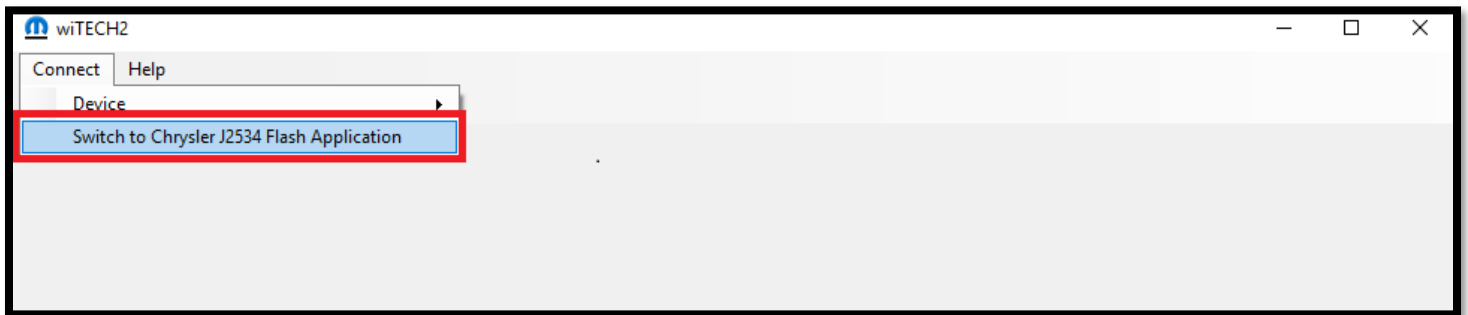 wiTECH2
Connect Help
Device
Switch to Chrysler J2534 Flash Application